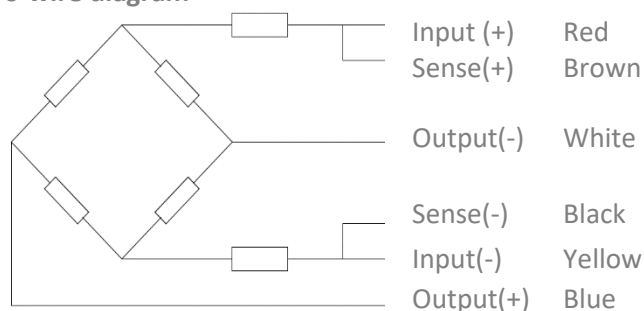 wire diagram
Input (+) Red
Sense(+) Brown
Output(-) White
Sense(-) Black
Input(-) Yellow
Output(+) Blue